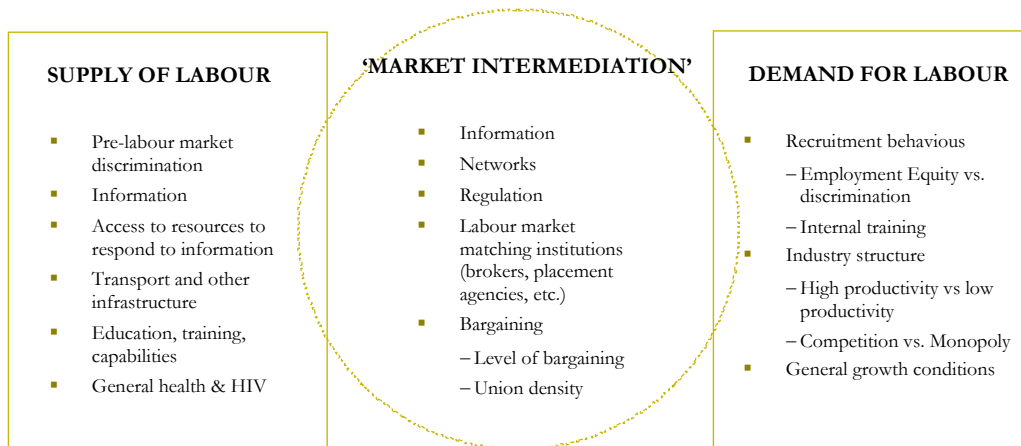 SUPPLY OF LABOUR
▪ Pre-labour market
discrimination
▪ Information
▪ Access to resources to
respond to information
▪ Transport and other
infrastructure
▪ Education, training,
capabilities
▪ General health & HIV
‘MARKET INTERMEDIATION’
▪ Information
▪ Networks
▪ Regulation
▪ Labour market
matching institutions
(brokers, placement
agencies, etc.)
▪ Bargaining
– Level of bargaining
– Union density
DEMAND FOR LABOUR
▪ Recruitment behavious
– Employment Equity vs.
discrimination
– Internal training
▪ Industry structure
– High productivity vs low
productivity
– Competition vs. Monopoly
▪ General growth conditions